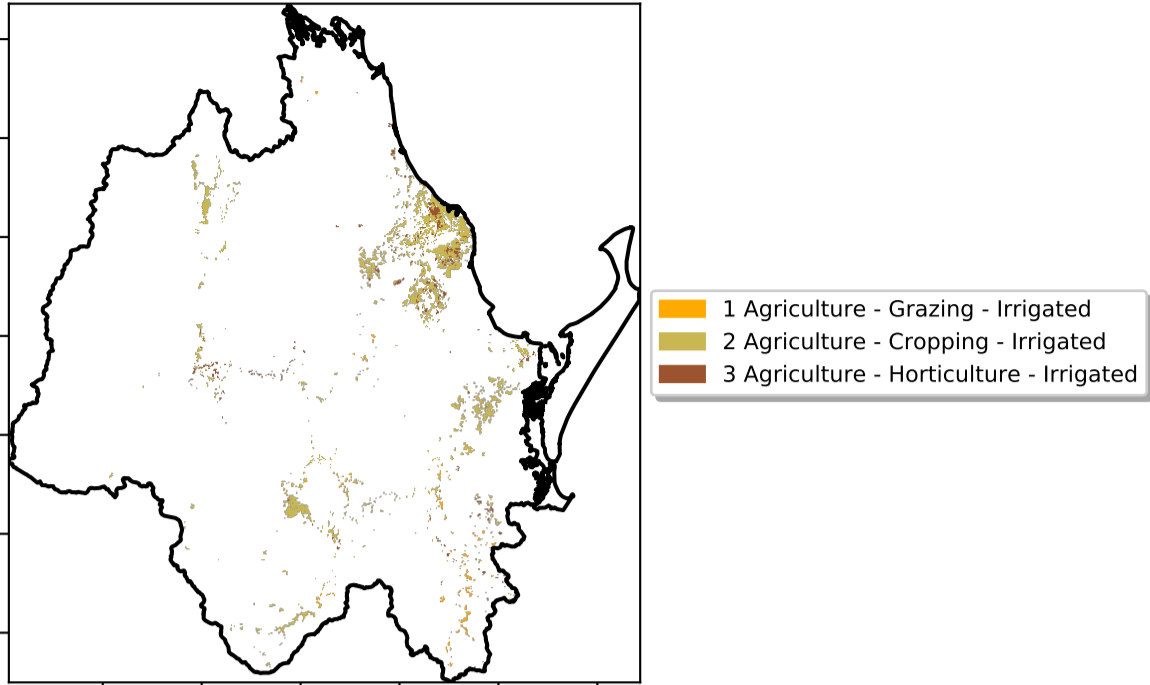 1 Agriculture - Grazing - Irrigated
2 Agriculture - Cropping - Irrigated
3 Agriculture - Horticulture - Irrigated